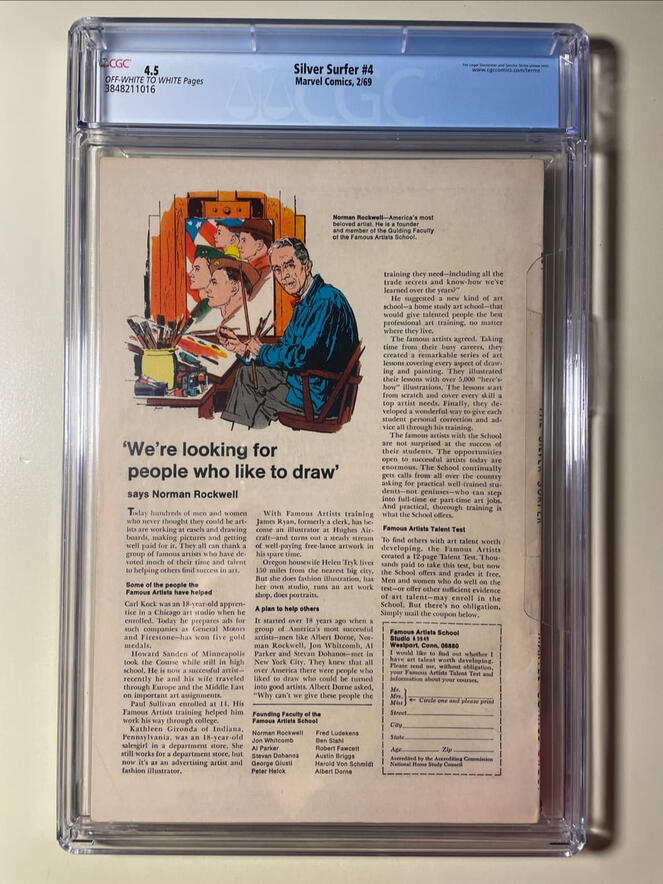 CGC
4.5
OFF-WHITE TO WHITE Pages
3848211016
Silver Surfer #4
Marvel Comics, 2/69
www.cgccomics.com/terms
CGC
Norman Rockwell—America's most
beloved artist. He is a founder
and member of the Guiding Faculty
of the Famous Artists School.
'We're looking for
people who like to draw'
says Norman Rockwell
Today hundreds of men and women
who never thought they could be art-
ists are working at easels and drawing
boards, making pictures and getting
well paid for it. They all can thank a
group of famous artists who have de-
voted much of their time and talent
to helping others find success in art.
Some of the people the
Famous Artists have helped
Carl Kock was an 18-year-old appren-
tice in a Chicago art studio when he
enrolled. Today he prepares ads for
such companies as General Motors
and Firestone—has won five gold
medals.
Howard Sanden of Minneapolis
took the Course while still in high
school. He is now a successful artist—
recently he and his wife traveled
through Europe and the Middle East
on important art assignments.
Paul Sullivan enrolled at 14. His
Famous Artists training helped him
work his way through college.
Kathleen Gironda of Indiana,
Pennsylvania, was an 18-year-old
salesgirl in a department store. She
still works for a department store, but
now it's as an advertising artist and
fashion illustrator.
With Famous Artists training
James Ryan, formerly a clerk, has be-
come an illustrator at Hughes Air-
craft—and turns out a steady stream
of well-paying free-lance artwork in
his spare time.
Oregon housewife Helen Tryk lives
150 miles from the nearest big city.
But she does fashion illustration, has
her own studio, runs an art work
shop, does portraits.
A plan to help others
It started over 18 years ago when a
group of America's most successful
artists—men like Albert Dorne, Nor-
man Rockwell, Jon Whitcomb, Al
Parker and Stevan Dohanos—met in
New York City. They knew that all
over America there were people who
liked to draw who could be turned
into good artists. Albert Dorne asked,
"Why can't we give these people the
Founding Faculty of the
Famous Artists School
Norman Rockwell
Jon Whitcomb
Al Parker
Stevan Dohanos
George Giusti
Peter Helck
Fred Ludekens
Ben Stahl
Robert Fawcett
Austin Briggs
Harold Von Schmidt
Albert Dorne
training they need—including all the
trade secrets and know-how we've
learned over the years?"
He suggested a new kind of art
school—a home study art school—that
would give talented people the best
professional art training, no matter
where they live.
The famous artists agreed. Taking
time from their busy careers, they
created a remarkable series of art
lessons covering every aspect of draw-
ing and painting. They illustrated
their lessons with over 5,000 "here's-
how" illustrations. The lessons start
from scratch and cover every skill a
top artist needs. Finally, they de-
veloped a wonderful way to give each
student personal correction and ad-
vice all through his training.
The famous artists with the School
are not surprised at the success of
their students. The opportunities
open to successful artists today are
enormous. The School continually
gets calls from all over the country
asking for practical well-trained stu-
dents—not geniuses—who can step
into full-time or part-time art jobs.
And practical, thorough training is
what the School offers.
Famous Artists Talent Test
To find others with art talent worth
developing, the Famous Artists
created a 12-page Talent Test. Thou-
sands paid to take this test, but now
the School offers and grades it free.
Men and women who do well on the
test—or offer other sufficient evidence
of art talent—may enroll in the
School. But there's no obligation.
Simply mail the coupon below.
Famous Artists School
Studio
Westport, Conn. 06880
I would like to find out whether I
have art talent worth developing.
Please send me, without obligation,
your Famous Artists Talent Test and
information about your courses.
Mr.
Mrs.
Miss
Circle one and please print
Street
City
State
Age Zip
Accredited by the Accrediting Commission
National Home Study Council
THE SILVER SURFER